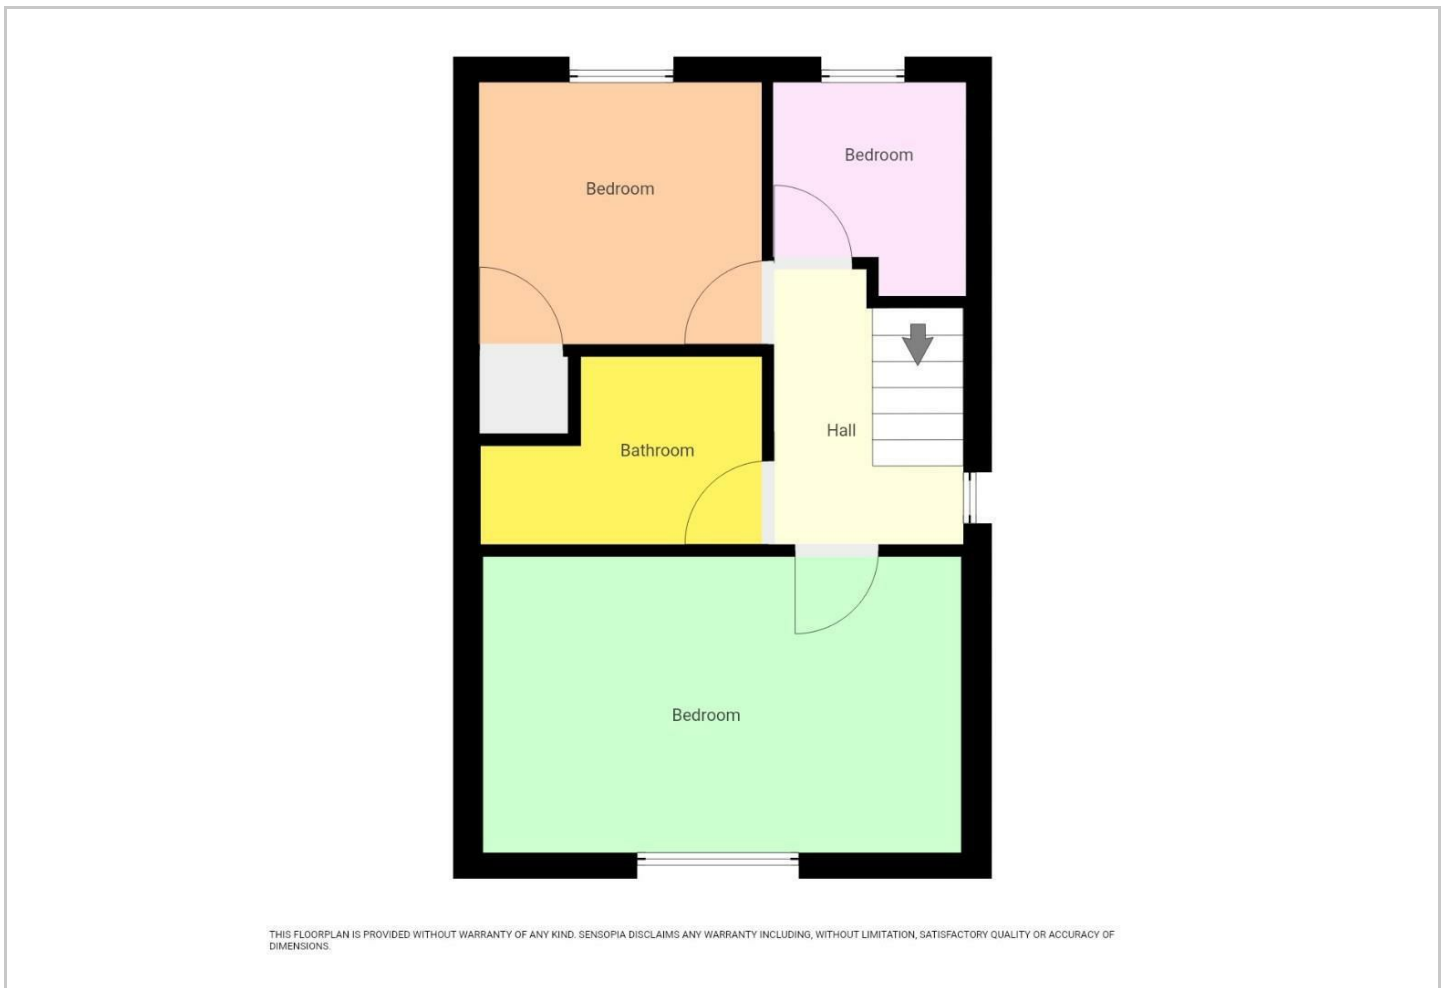 Bedroom
Bedroom
Hall
Bathroom
Bedroom
THIS FLOORPLAN IS PROVIDED WITHOUT WARRANTY OF ANY KIND. SENSOPIA DISCLAIMS ANY WARRANTY INCLUDING, WITHOUT LIMITATION, SATISFACTORY QUALITY OR ACCURACY OF
DIMENSIONS.